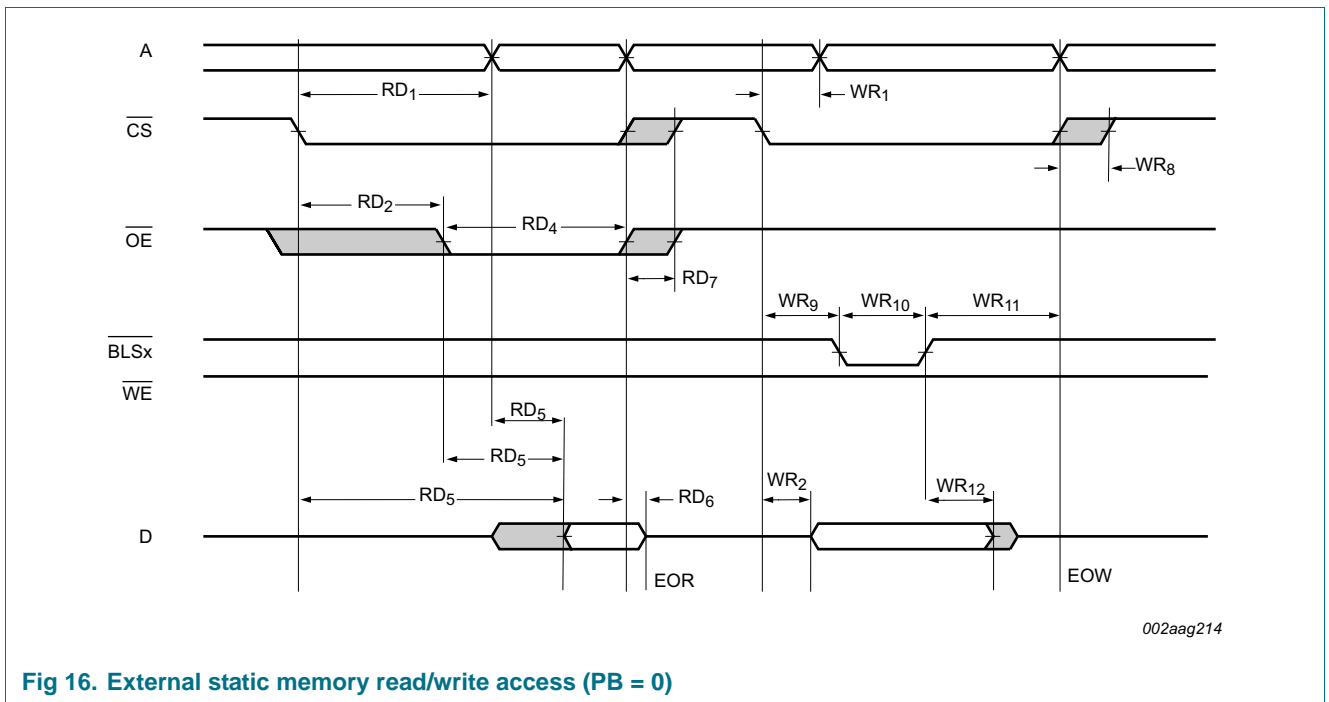 A
RD1
WR1
CS
WR8
RD2
RD4
OE
RD7
WR9
WR10
WR11
BLSx
WE
RD5
RD5
RD5
RD6
WR2
WR12
D
EOR
EOW
002aag214
Fig 16. External static memory read/write access (PB = 0)